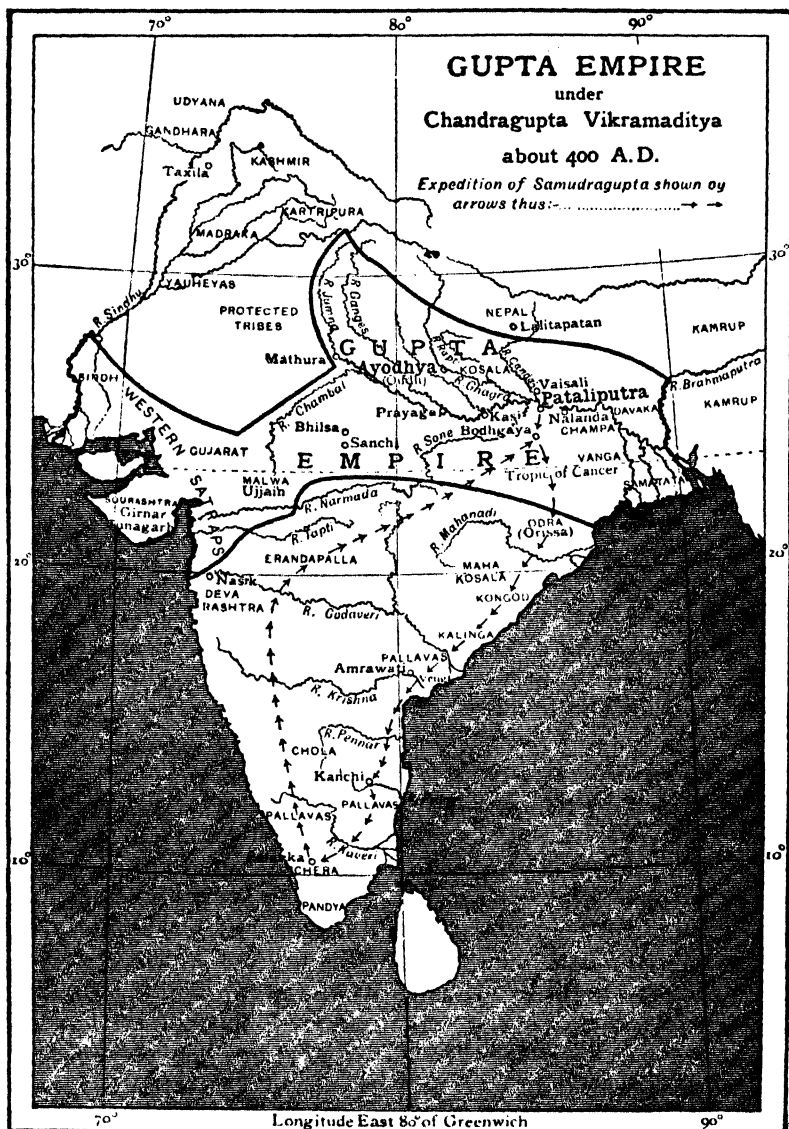 70°
80°
90°
GUPTA EMPIRE
under
Chandragupta Vikramaditya
about 400 A.D.
Expedition of Samudragupta shown by
arrows thus:-
UDYANA
GANDHARA
KASHMIR
Taxila
KARTRIPURA
MADRAKA
30°
30°
YAUHEYAS
R. Sindhu
PROTECTED
TRIBES
R. Jumna
R. Ganges
NEPAL
Lalitapatan
KAMRUP
Mathura
GUPTA
R. Rapti
KOSALA
R. Gandes
Ayodhya
R. Ghagra
Vaisali
R. Brahmaputra
SINDH
R. Chambal
Prayaga
Kasi
Pataliputra
KAMRUP
WESTERN SATRAPS
Bhilsa
Sanchi
R. Sone
Bodhgaya
Nalanda
DAVAKA
CHAMPA
GUJARAT
EMPIRE
VANGA
Tropic of Cancer
MALWA
Ujjain
SAMATATA
SOURASHTRA
Girnar
Junagarh
R. Narmada
R. Tapti
R. Mahanadi
ODRA
(Orissa)
ERANDAPALLA
20°
20°
MAHA
KOSALA
Nasik
DEVA
RASHTRA
KONGOD
R. Godaveri
KALINGA
PALLAVAS
Amrawati
Vengi
R. Krishna
R. Pennar
CHOLA
Kanchi
PALLAVAS
PALLAVAS
R. Kaveri
10°
10°
CHERA
PANDYA
70°
Longitude East 80° of Greenwich
90°